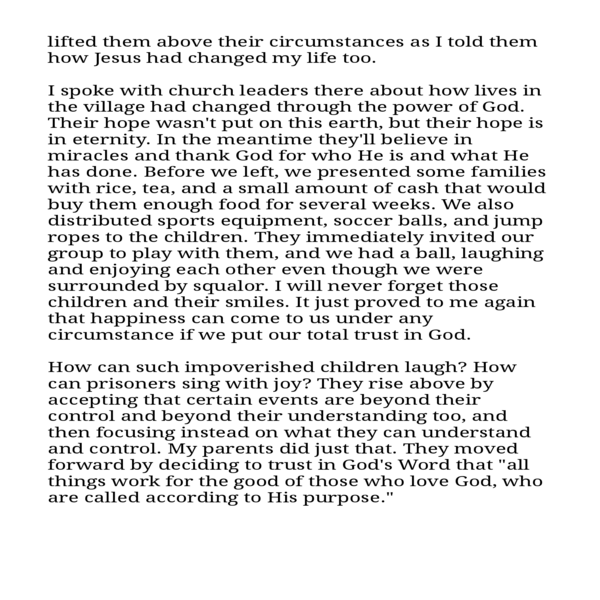 lifted them above their circumstances as I told them
how Jesus had changed my life too.

I spoke with church leaders there about how lives in
the village had changed through the power of God.
Their hope wasn't put on this earth, but their hope is
in eternity. In the meantime they'll believe in
miracles and thank God for who He is and what He
has done. Before we left, we presented some families
with rice, tea, and a small amount of cash that would
buy them enough food for several weeks. We also
distributed sports equipment, soccer balls, and jump
ropes to the children. They immediately invited our
group to play with them, and we had a ball, laughing
and enjoying each other even though we were
surrounded by squalor. I will never forget those
children and their smiles. It just proved to me again
that happiness can come to us under any
circumstance if we put our total trust in God.

How can such impoverished children laugh? How
can prisoners sing with joy? They rise above by
accepting that certain events are beyond their
control and beyond their understanding too, and
then focusing instead on what they can understand
and control. My parents did just that. They moved
forward by deciding to trust in God's Word that "all
things work for the good of those who love God, who
are called according to His purpose."